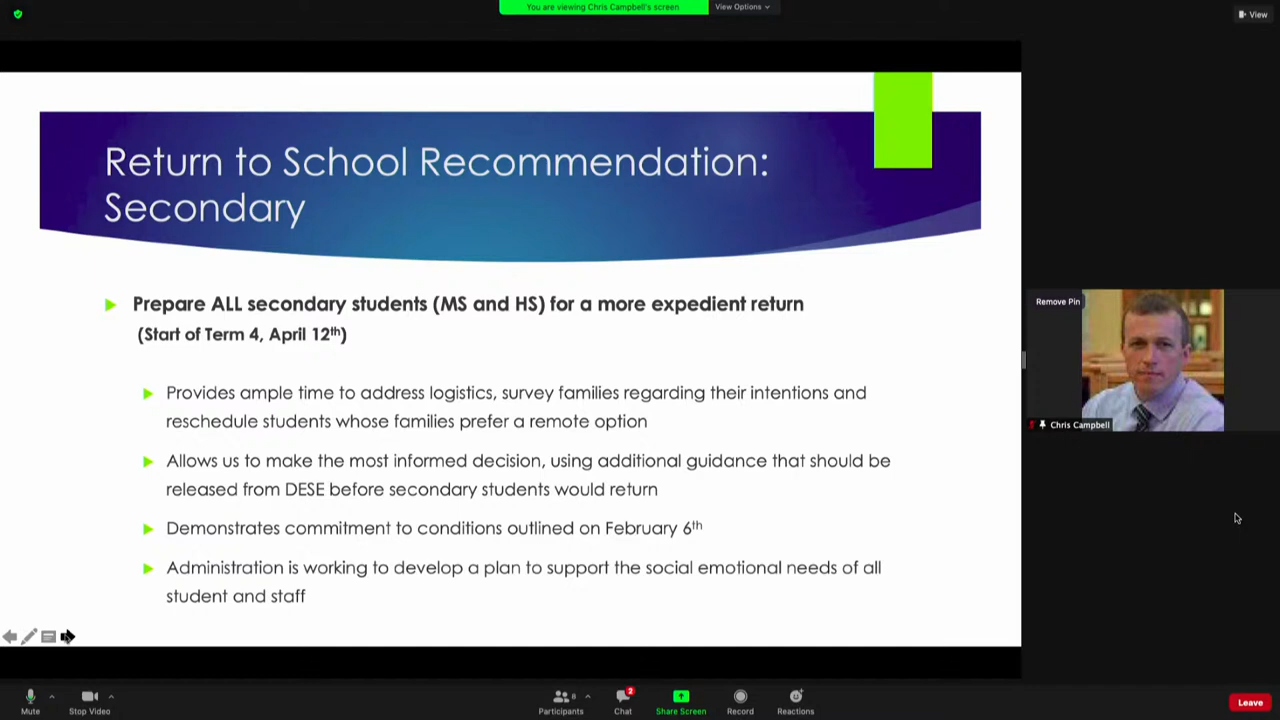 You are viewing Chris Campbell's screen
View Options
View
Return to School Recommendation:
Secondary
Prepare ALL secondary students (MS and HS) for a more expedient return
(Start of Term 4, April 12th)
Provides ample time to address logistics, survey families regarding their intentions and
reschedule students whose families prefer a remote option
Allows us to make the most informed decision, using additional guidance that should be
released from DESE before secondary students would return
Demonstrates commitment to conditions outlined on February 6th
Administration is working to develop a plan to support the social emotional needs of all
student and staff
Remove Pin
Chris Campbell
Mute
Stop Video
Participants
8
Chat
2
Share Screen
Record
Reactions
Leave